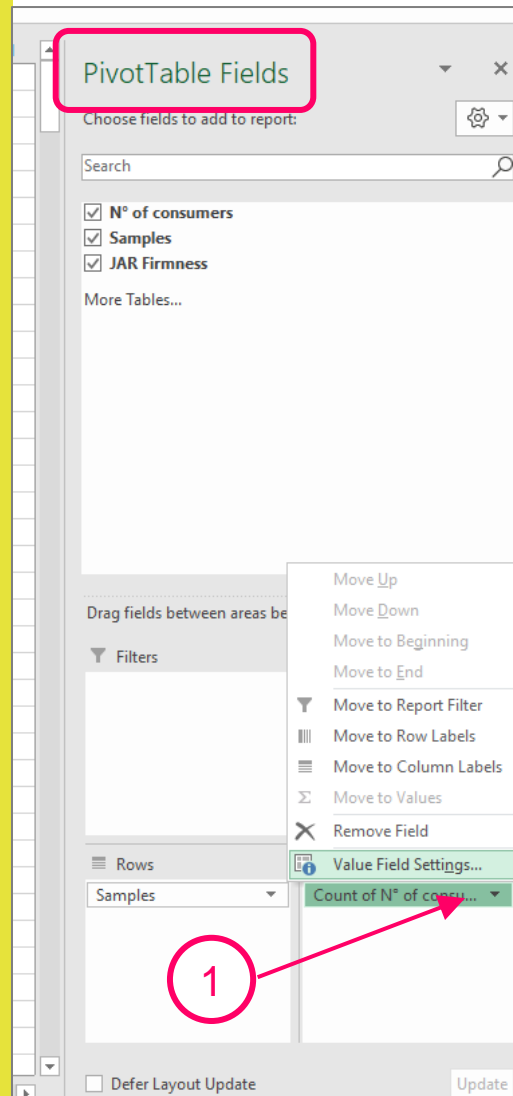 PivotTable Fields
Choose fields to add to report:
Search
N° of consumers
Samples
JAR Firmness
More Tables...
Drag fields between areas be
Filters
Move Up
Move Down
Move to Beginning
Move to End
Move to Report Filter
Move to Row Labels
Move to Column Labels
Σ Move to Values
Remove Field
Value Field Settings...
Rows
Samples
Count of N° of consu...
1
Defer Layout Update
Update